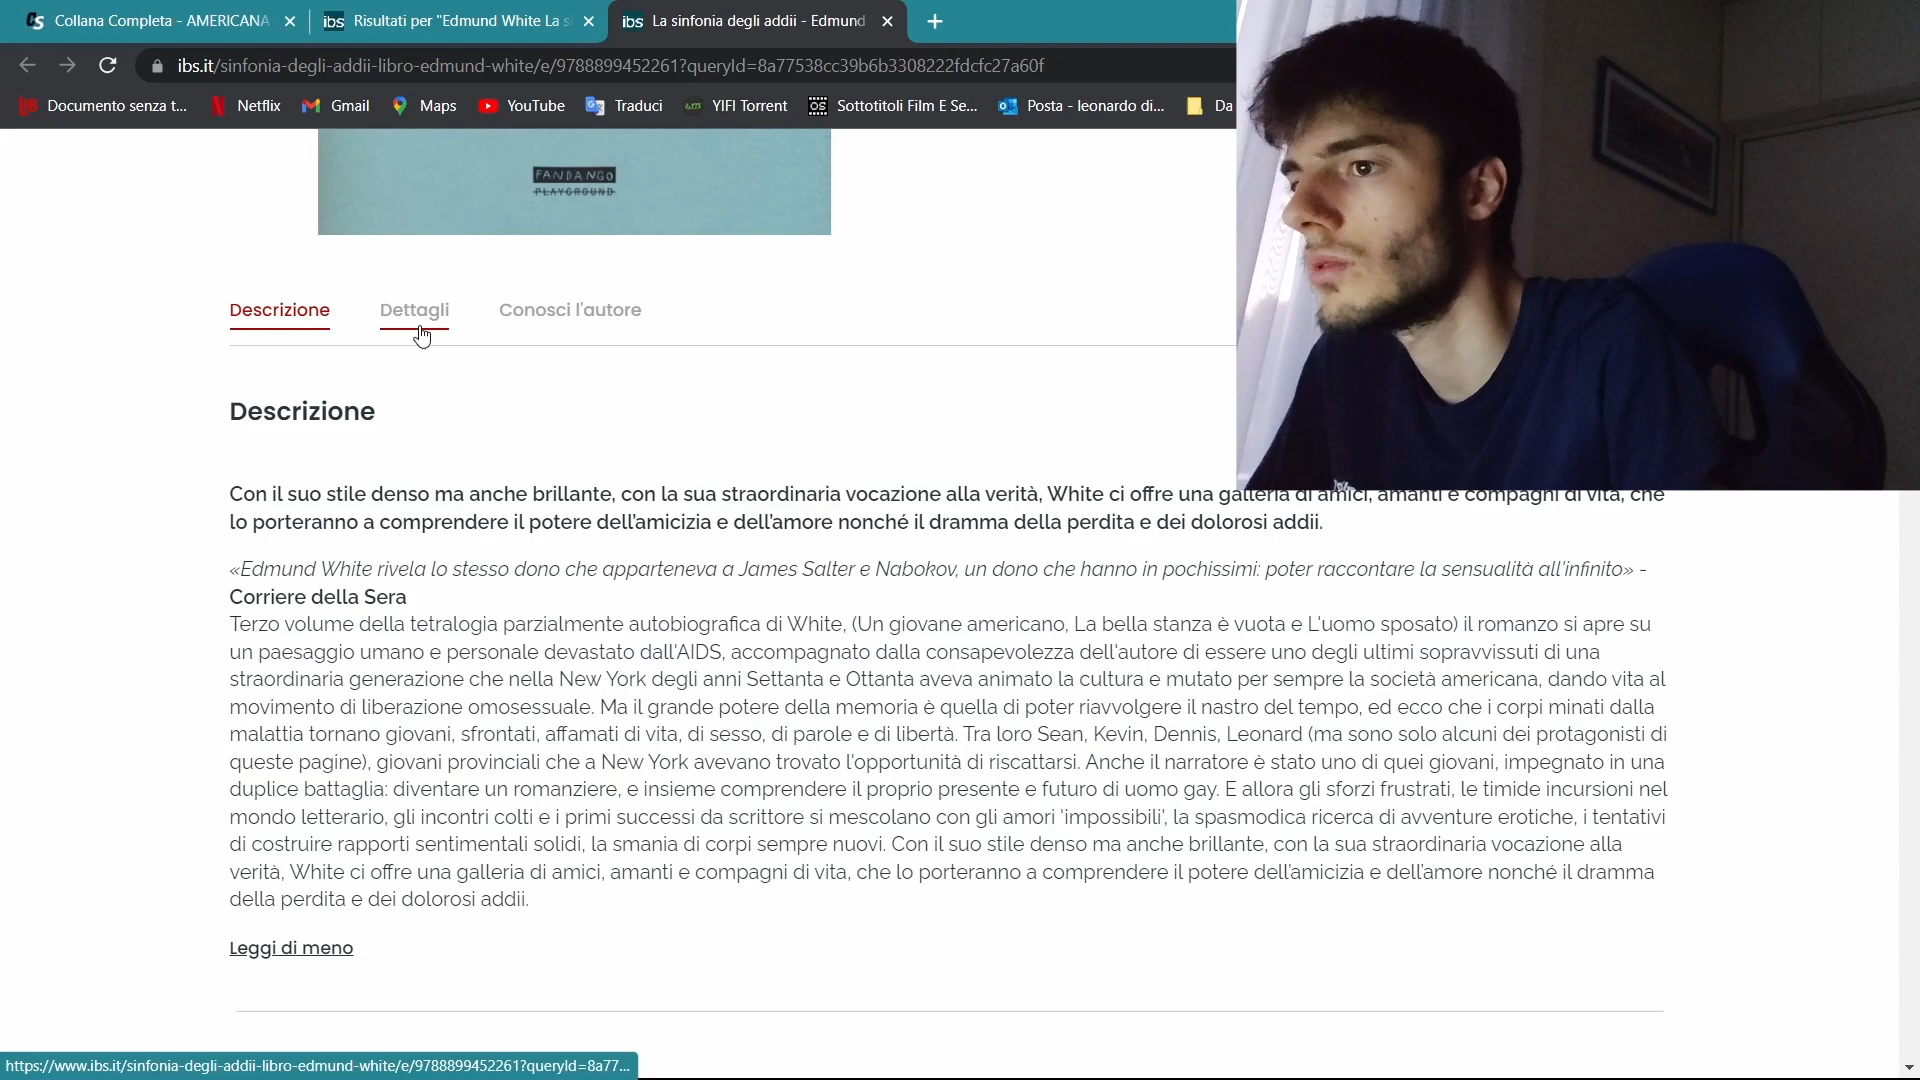 Collana Completa - AMERICANA
Risultati per "Edmund White La s
La sinfonia degli addii - Edmund
ibs.it/sinfonia-degli-addii-libro-edmund-white/e/9788899452261?queryId=8a77538cc39b6b3308222fdcfc27a60f
Documento senza t... Netflix Gmail Maps YouTube Traduci YIFI Torrent Sottotitoli Film E Se... Posta - leonardo di... Da
FANDANGO
PLAYGROUND
Descrizione Dettagli Conosci l'autore
Descrizione
Con il suo stile denso ma anche brillante, con la sua straordinaria vocazione alla verità, White ci offre una galleria di amici, amanti e compagni di vita, che
lo porteranno a comprendere il potere dell'amicizia e dell'amore nonché il dramma della perdita e dei dolorosi addii.
«Edmund White rivela lo stesso dono che apparteneva a James Salter e Nabokov, un dono che hanno in pochissimi: poter raccontare la sensualità all'infinito» -
Corriere della Sera
Terzo volume della tetralogia parzialmente autobiografica di White, (Un giovane americano, La bella stanza è vuota e L'uomo sposato) il romanzo si apre su
un paesaggio umano e personale devastato dall'AIDS, accompagnato dalla consapevolezza dell'autore di essere uno degli ultimi sopravvissuti di una
straordinaria generazione che nella New York degli anni Settanta e Ottanta aveva animato la cultura e mutato per sempre la società americana, dando vita al
movimento di liberazione omosessuale. Ma il grande potere della memoria è quella di poter riavvolgere il nastro del tempo, ed ecco che i corpi minati dalla
malattia tornano giovani, sfrontati, affamati di vita, di sesso, di parole e di libertà. Tra loro Sean, Kevin, Dennis, Leonard (ma sono solo alcuni dei protagonisti di
queste pagine), giovani provinciali che a New York avevano trovato l'opportunità di riscattarsi. Anche il narratore è stato uno di quei giovani, impegnato in una
duplice battaglia: diventare un romanziere, e insieme comprendere il proprio presente e futuro di uomo gay. E allora gli sforzi frustrati, le timide incursioni nel
mondo letterario, gli incontri colti e i primi successi da scrittore si mescolano con gli amori 'impossibili', la spasmodica ricerca di avventure erotiche, i tentativi
di costruire rapporti sentimentali solidi, la smania di corpi sempre nuovi. Con il suo stile denso ma anche brillante, con la sua straordinaria vocazione alla
verità, White ci offre una galleria di amici, amanti e compagni di vita, che lo porteranno a comprendere il potere dell'amicizia e dell'amore nonché il dramma
della perdita e dei dolorosi addii.
Leggi di meno
https://www.ibs.it/sinfonia-degli-addii-libro-edmund-white/e/9788899452261?queryId=8a77...